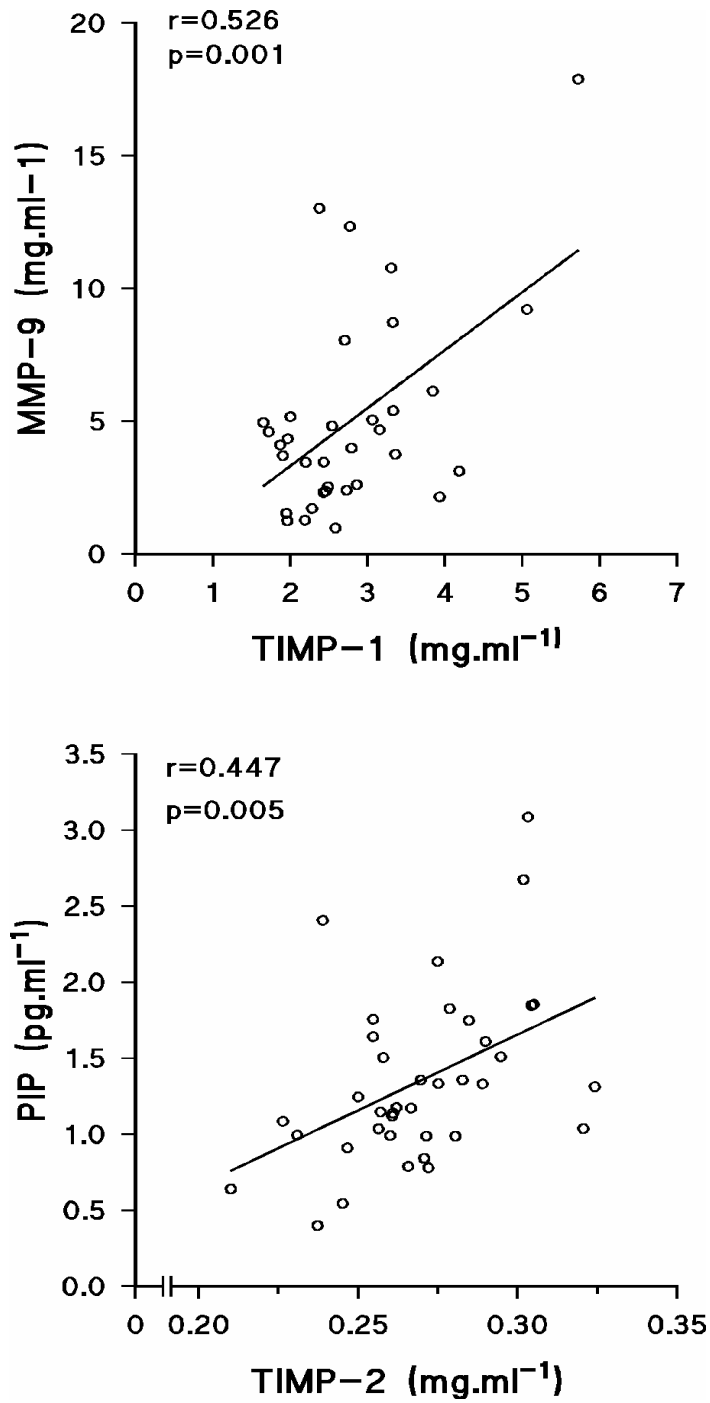 r=0.526
p=0.001
20
15
10
5
0
MMP−9 (mg.ml−1)
0 1 2 3 4 5 6 7
TIMP−1 (mg.ml⁻¹)
r=0.447
p=0.005
3.5
3.0
2.5
2.0
1.5
1.0
0.5
0.0
PIP (pg.ml⁻¹)
0 0.20 0.25 0.30 0.35
TIMP−2 (mg.ml⁻¹)